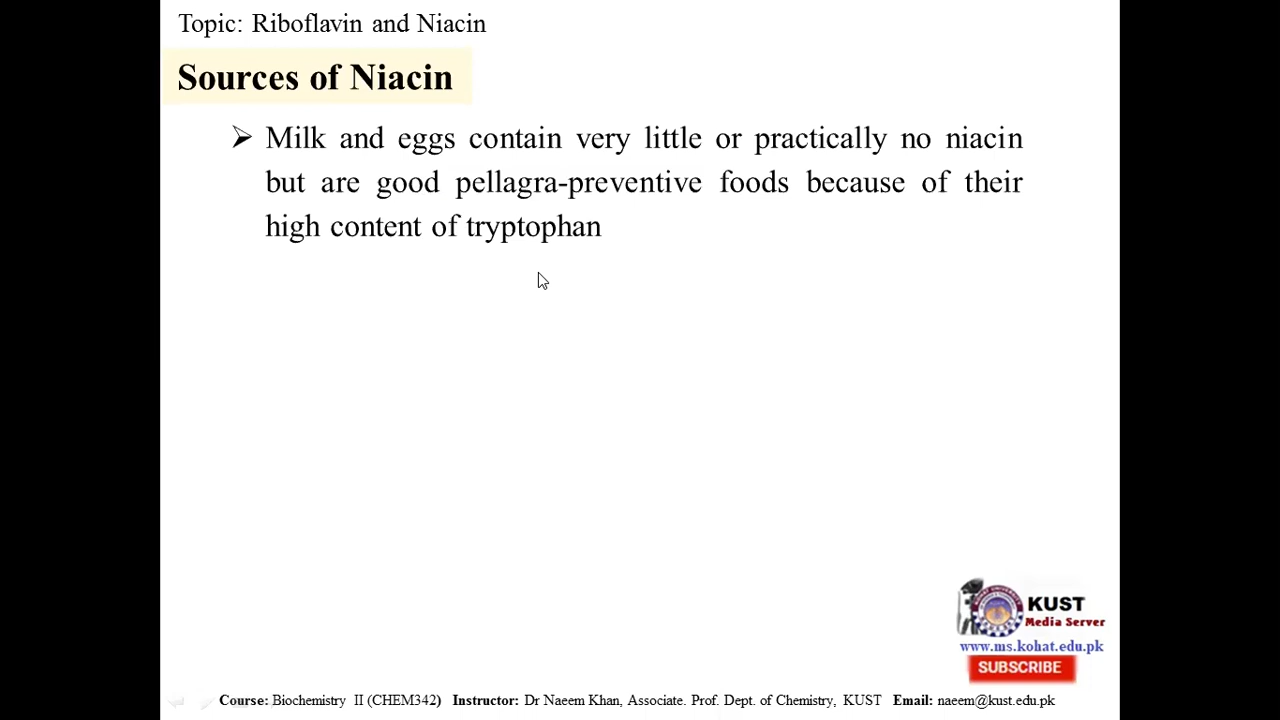 Topic: Riboflavin and Niacin
Sources of Niacin
➢ Milk and eggs contain very little or practically no niacin
but are good pellagra-preventive foods because of their
high content of tryptophan
KUST
Media Server
www.ms.kohat.edu.pk
SUBSCRIBE
Course: Biochemistry II (CHEM342) Instructor: Dr Naeem Khan, Associate. Prof. Dept. of Chemistry, KUST Email: naeem@kust.edu.pk